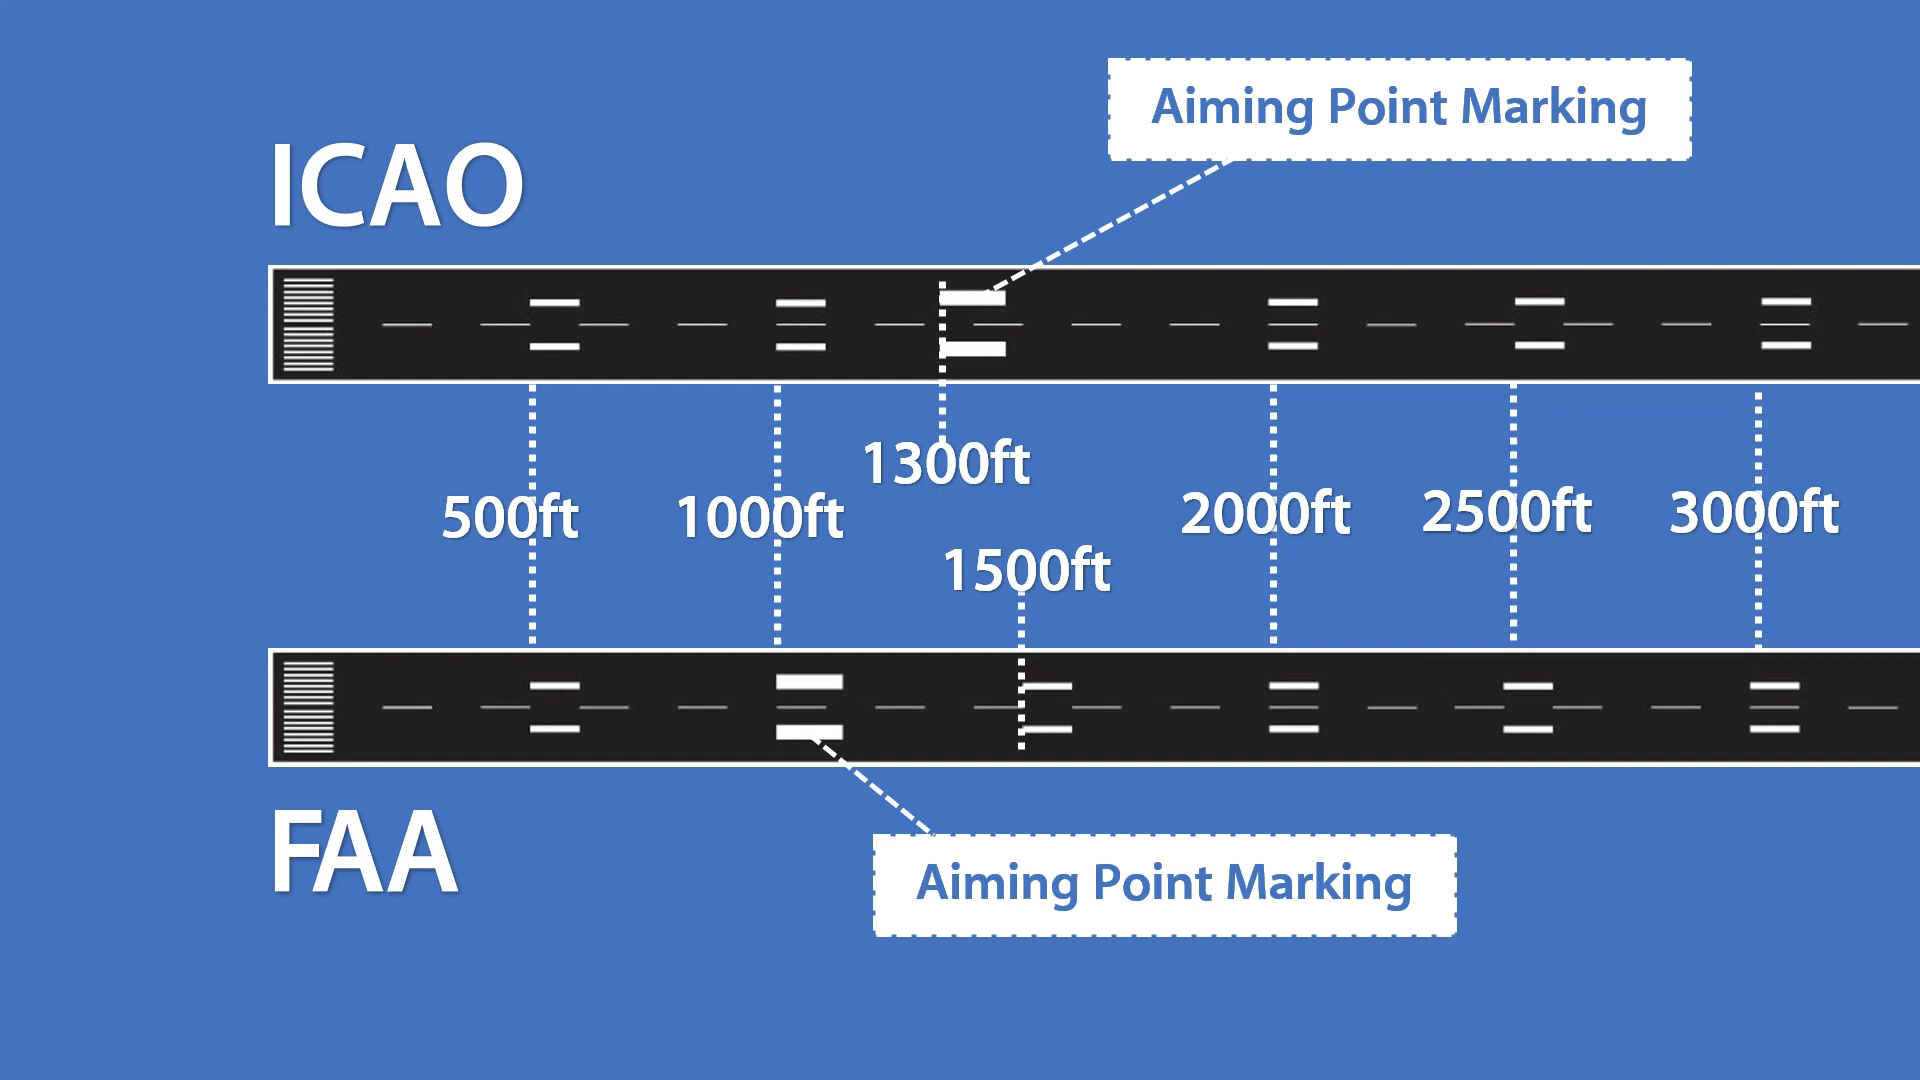 Aiming Point Marking
ICAO
1300ft
500ft
1000ft
2000ft
2500ft
3000ft
1500ft
FAA
Aiming Point Marking